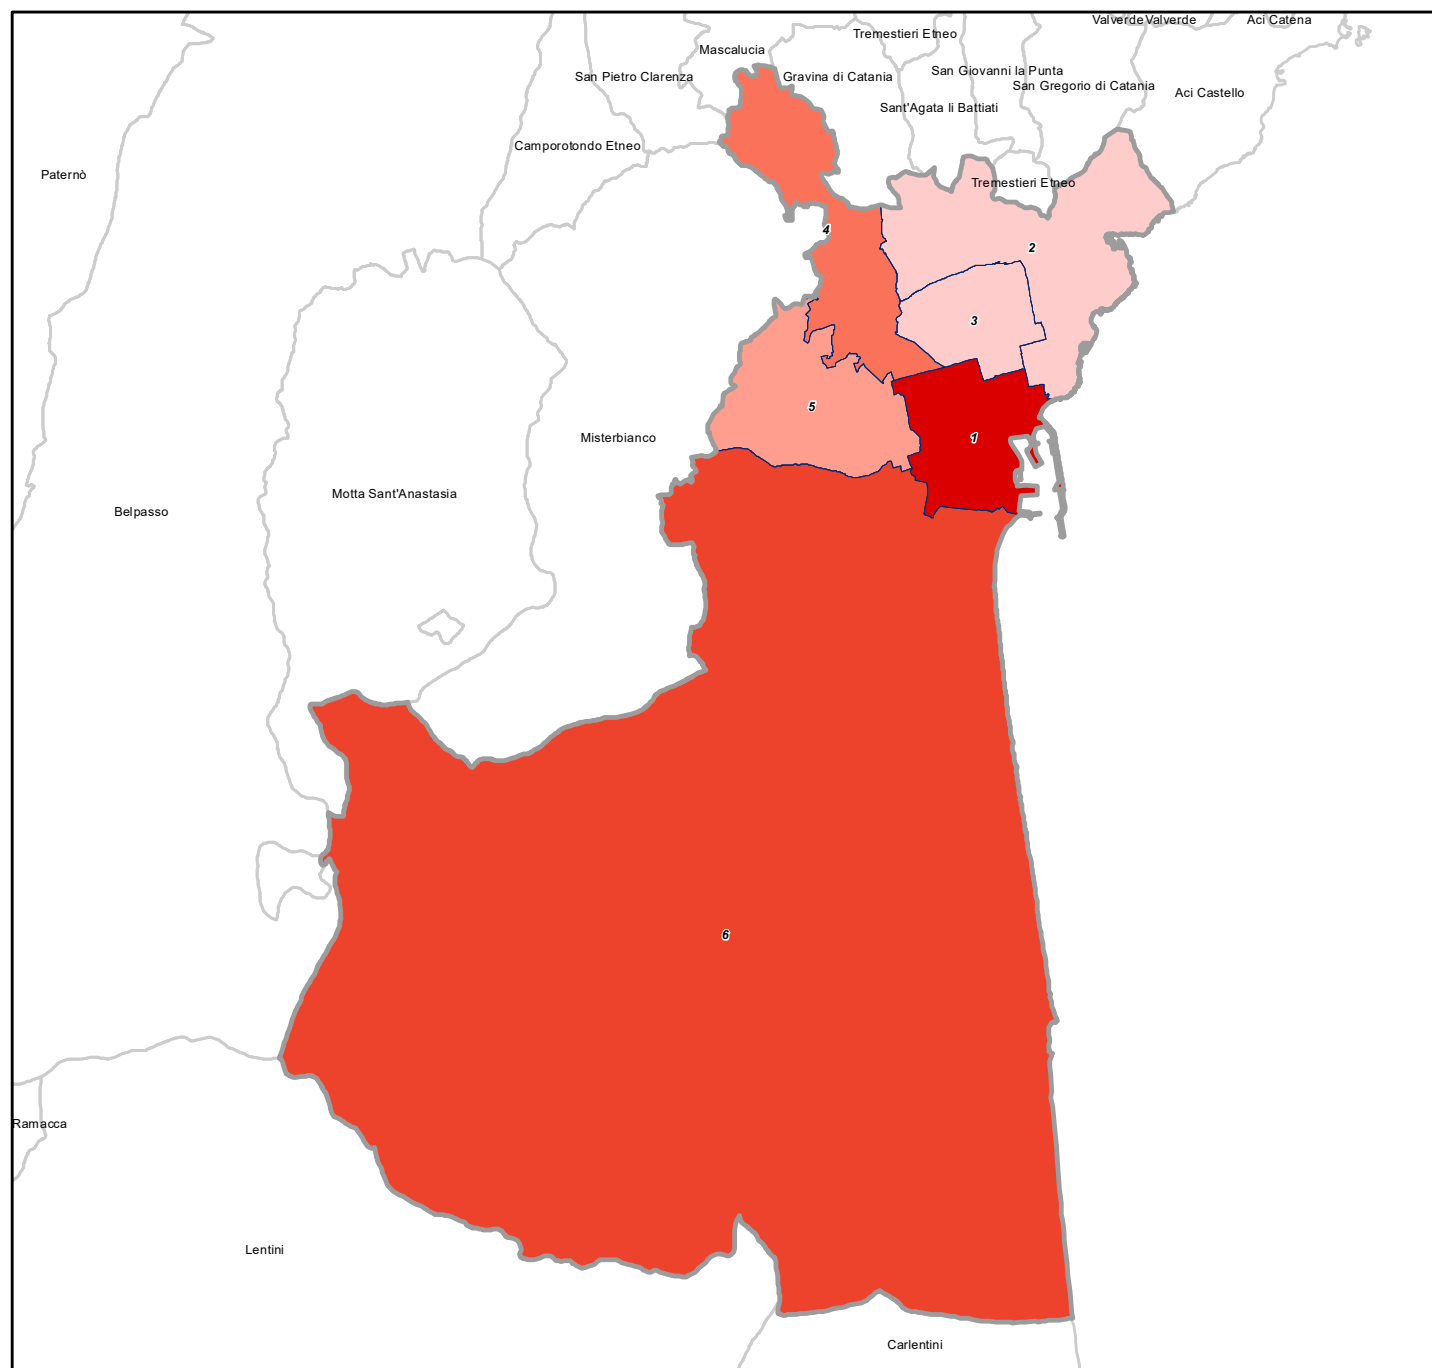 ValverdeValverde
Aci Catena
Tremestieri Etneo
Mascalucia
San Pietro Clarenza
Gravina di Catania
San Giovanni la Punta
San Gregorio di Catania
Aci Castello
Sant'Agata li Battiati
Camporotondo Etneo
Paternò
Tremestieri Etneo
4
2
3
5
Misterbianco
1
Motta Sant'Anastasia
Belpasso
6
Ramacca
Lentini
Carlentini